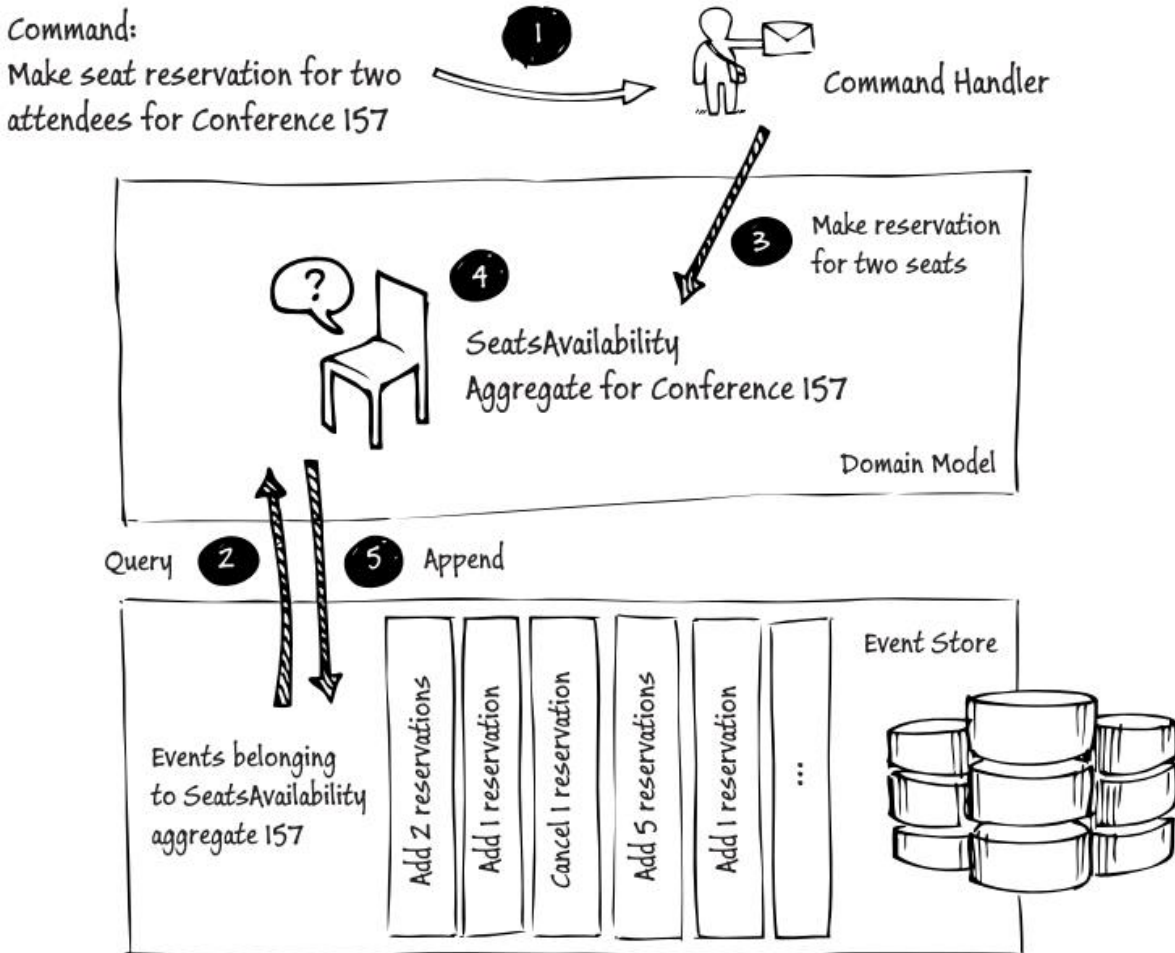 Command:
Make seat reservation for two
attendees for Conference 157
1
Command Handler
3
Make reservation
for two seats
?
4
SeatsAvailability
Aggregate for Conference 157
Domain Model
Query
2
5
Append
Event Store
Events belonging
to SeatsAvailability
aggregate 157
Add 2 reservations
Add 1 reservation
Cancel 1 reservation
Add 5 reservations
Add 1 reservation
...